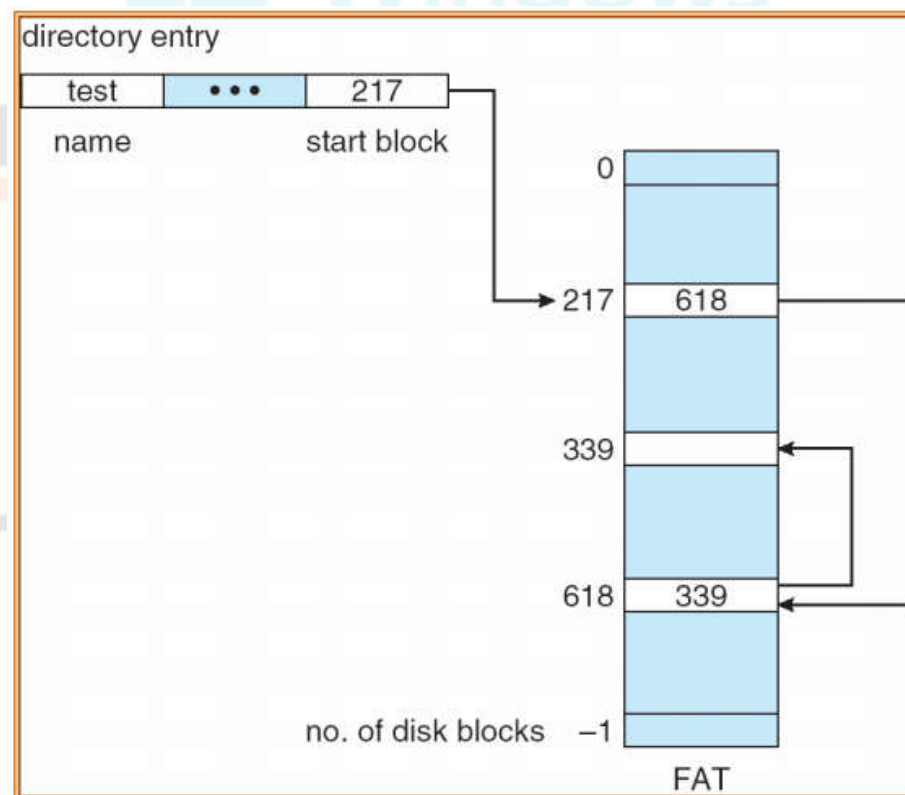 directory entry
test ••• 217
name start block
0
217 618
339
618 339
no. of disk blocks –1
FAT